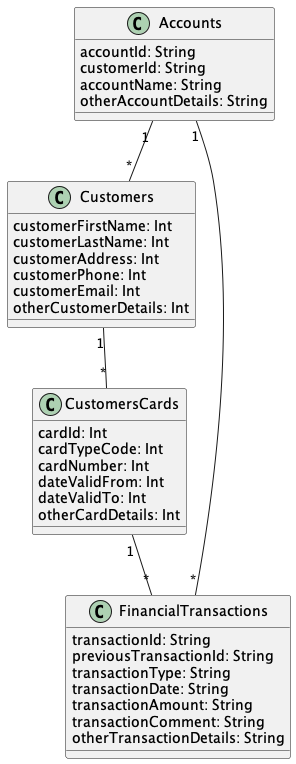 C Accounts
accountId: String
customerId: String
accountName: String
otherAccountDetails: String
1 1
*
C Customers
customerFirstName: Int
customerLastName: Int
customerAddress: Int
customerPhone: Int
customerEmail: Int
otherCustomerDetails: Int
1
*
C CustomersCards
cardId: Int
cardTypeCode: Int
cardNumber: Int
dateValidFrom: Int
dateValidTo: Int
otherCardDetails: Int
1
* *
C FinancialTransactions
transactionId: String
previousTransactionId: String
transactionType: String
transactionDate: String
transactionAmount: String
transactionComment: String
otherTransactionDetails: String